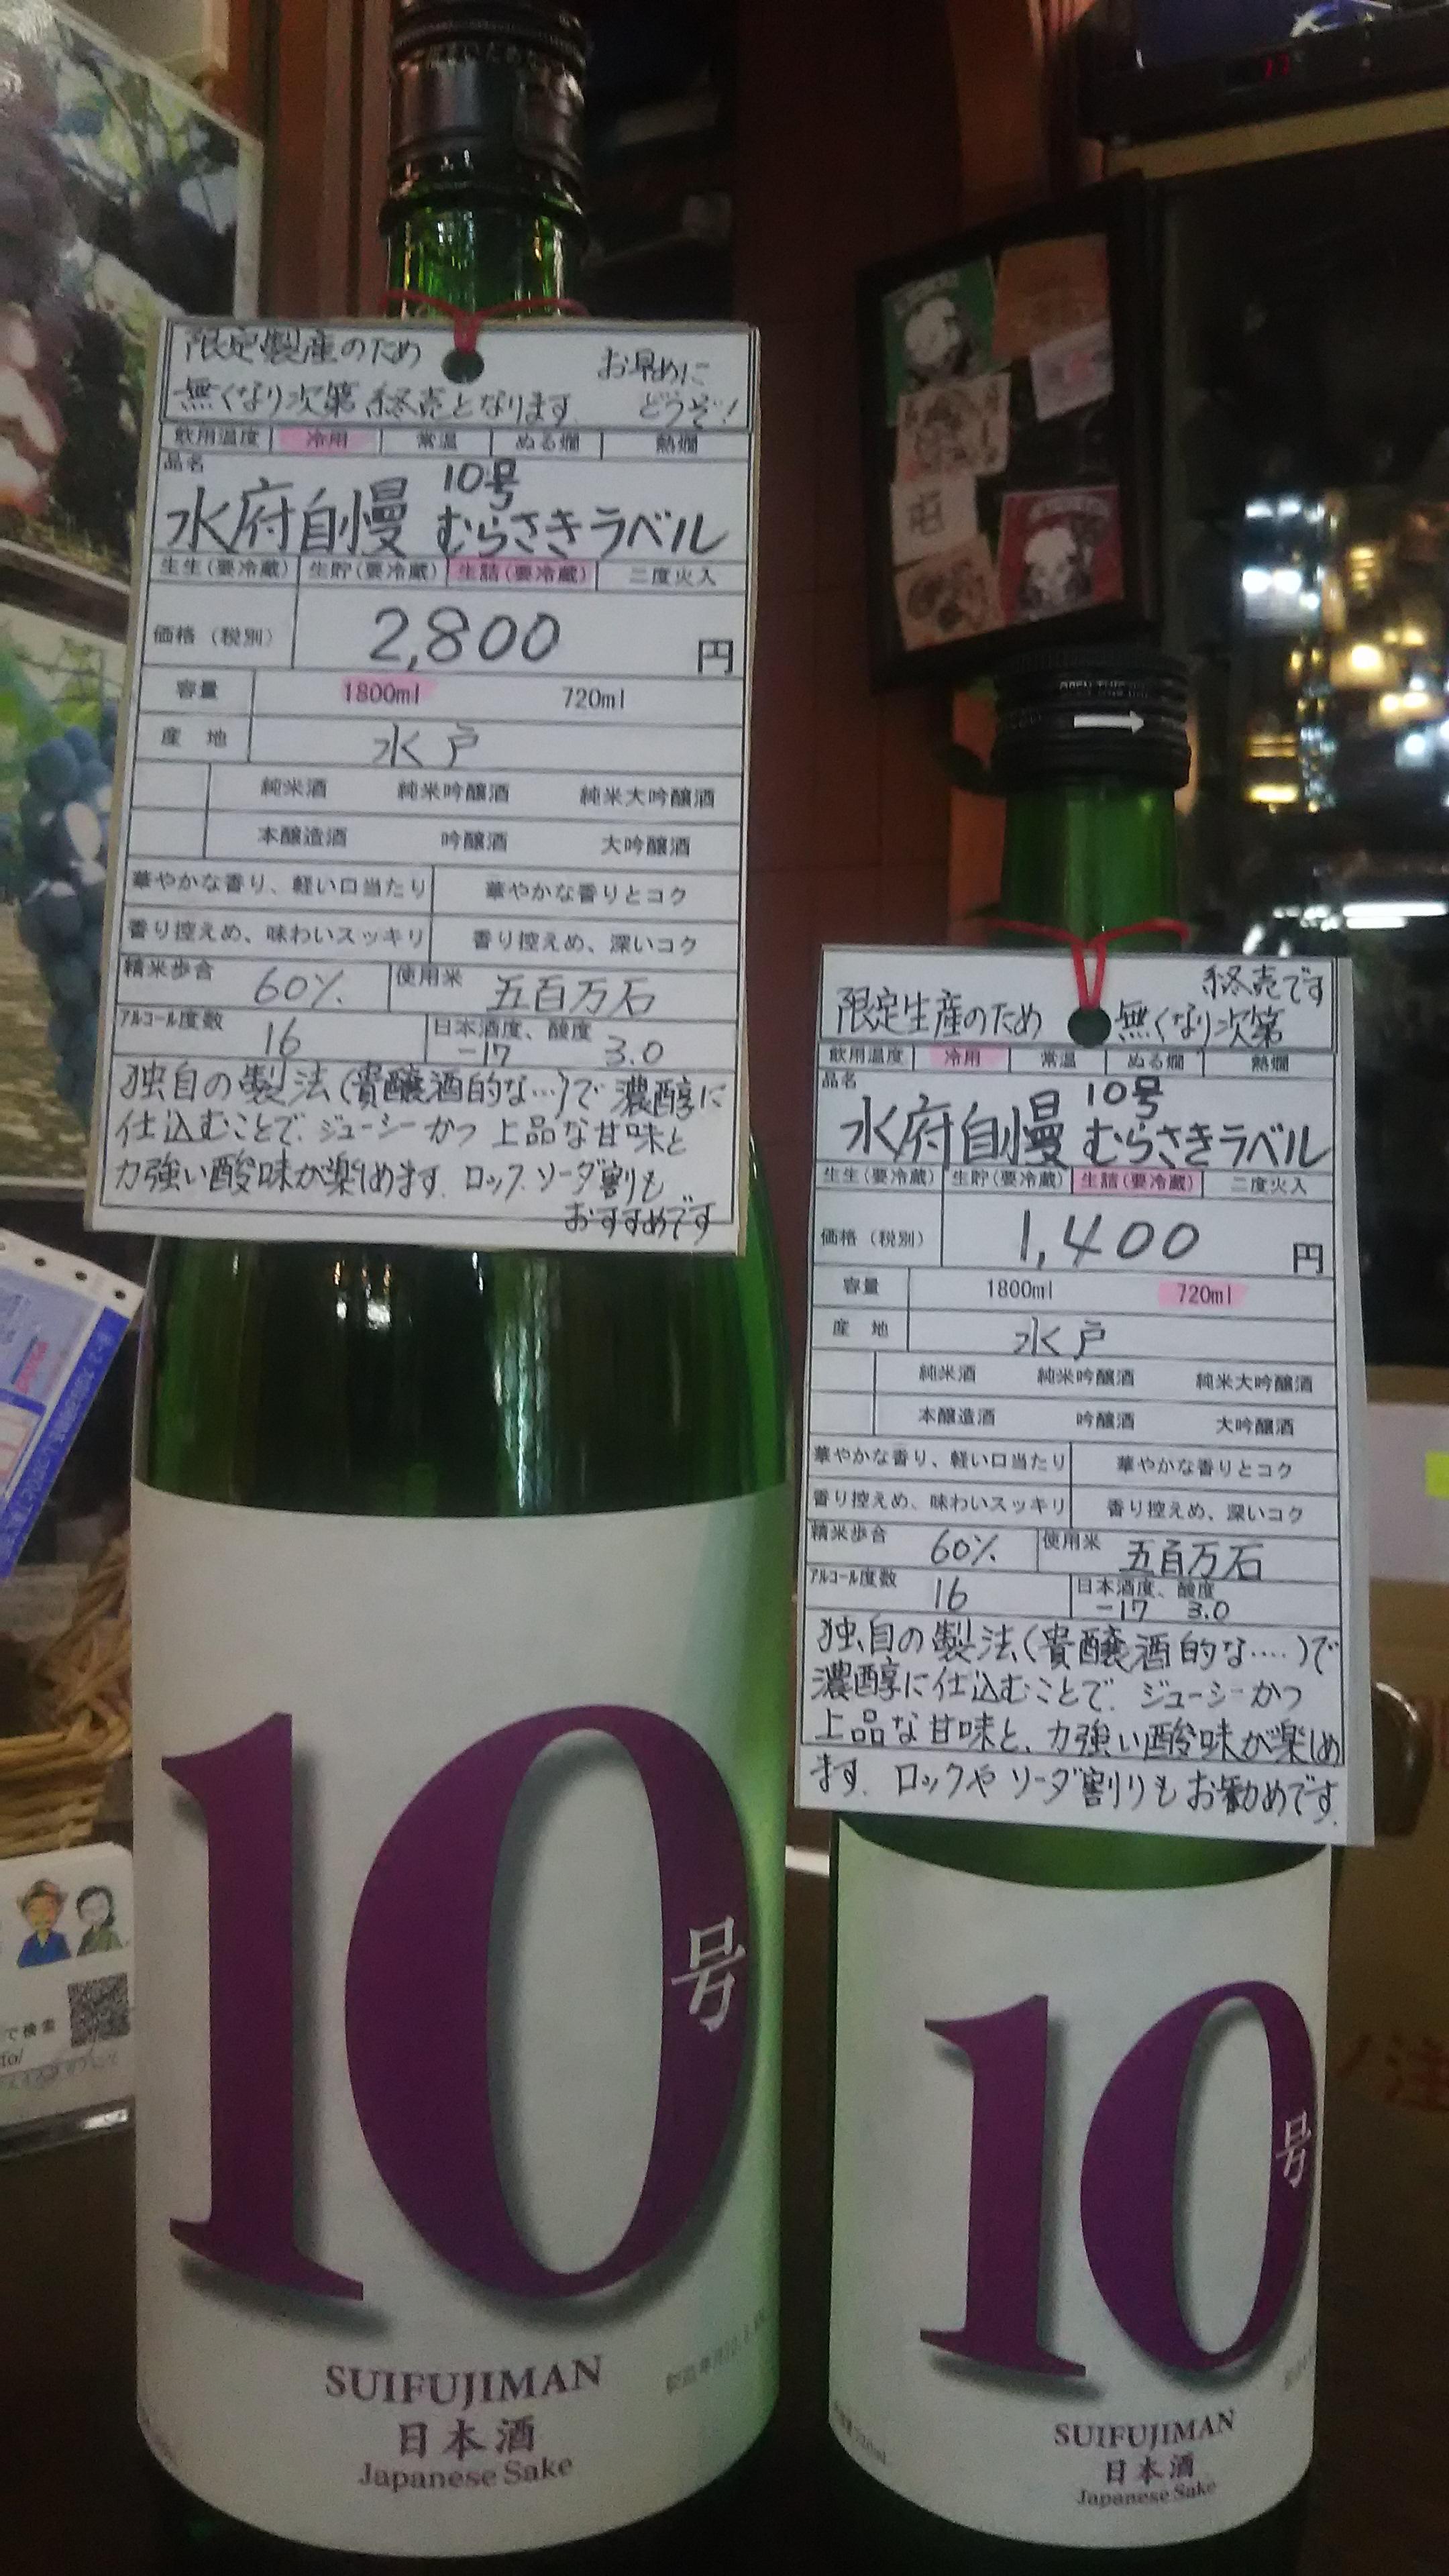 限定製産のため
無くなり次第終売となります
お早めに
どうぞ!
飲用温度 冷用 常温 ぬる燗 熱燗
品名
10号
水府自慢 むらさきラベル
生生(要冷蔵) 生貯(要冷蔵) 生詰(要冷蔵) 二度火入
価格(税別) 2,800 円
容量 1800ml 720ml
産地 水戸
純米酒 純米吟醸酒 純米大吟醸酒
本醸造酒 吟醸酒 大吟醸酒
華やかな香り、軽い口当たり 華やかな香りとコク
香り控えめ、味わいスッキリ 香り控えめ、深いコク
精米歩合 60% 使用米 五百万石
アルコール度数 16 日本酒度、酸度 -17 3.0
独自の製法(貴醸酒的な…)で濃醇に
仕込むことで、ジューシーかつ上品な甘味と
力強い酸味が楽しめます。ロック、ソーダ割も
おすすめです
10
号
SUIFUJIMAN
日本酒
Japanese Sake
終売です
限定生産のため 無くなり次第
飲用温度 冷用 常温 ぬる燗 熱燗
品名
10号
水府自慢 むらさきラベル
生生(要冷蔵) 生貯(要冷蔵) 生詰(要冷蔵) 二度火入
価格(税別) 1,400 円
容量 1800ml 720ml
産地 水戸
純米酒 純米吟醸酒 純米大吟醸酒
本醸造酒 吟醸酒 大吟醸酒
華やかな香り、軽い口当たり 華やかな香りとコク
香り控えめ、味わいスッキリ 香り控えめ、深いコク
精米歩合 60% 使用米 五百万石
アルコール度数 16 日本酒度、酸度 -17 3.0
独自の製法(貴醸酒的な....)で
濃醇に仕込むことで、ジューシーかつ
上品な甘味と、力強い酸味が楽しめ
ます。ロックや ソーダ割りもお勧めです。
10
号
SUIFUJIMAN
日本酒
Japanese Sake
で検索